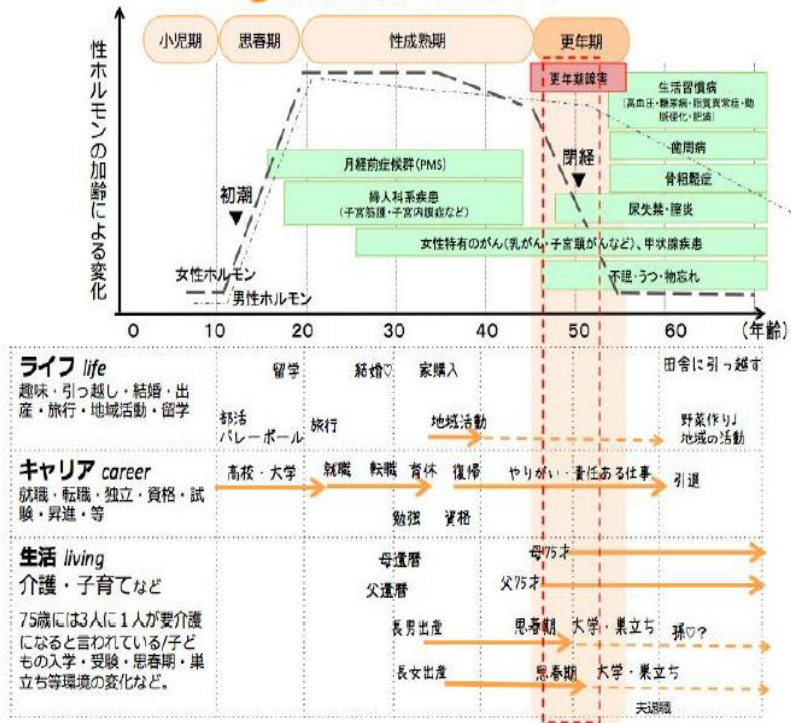 小児期 思春期 性成熟期 更年期
性ホルモンの加齢による変化
更年期障害
生活習慣病
(高血圧・糖尿病・脂質異常症・動
脈硬化・肥満)
月経前症候群(PMS)
歯周病
閉経
初潮
婦人科系疾患
(子宮筋腫・子宮内膜症など)
骨粗鬆症
尿失禁・膣炎
女性特有のがん(乳がん・子宮頸がんなど)、甲状腺疾患
女性ホルモン
不眠・うつ・物忘れ
男性ホルモン
0 10 20 30 40 50 60 (年齢)
ライフ life
趣味・引っ越し・結婚・出
産・旅行・地域活動・留学
留学 結婚♡ 家購入 田舎に引っ越す
部活
バレーボール
旅行 地域活動
野菜作り♩
地域の活動
キャリア career
就職・転職・独立・資格・試
験・昇進・等
高校・大学 就職 転職 育休 復帰 やりがい・責任ある仕事 引退
勉強 資格
生活 living
介護・子育てなど
75歳には3人に1人が要介護
になると言われている/子ど
もの入学・受験・思春期・巣
立ち等環境の変化など。
母還暦 母75才
父還暦 父75才
長男出産 思春期 大学・巣立ち 孫♡?
長女出産 思春期 大学・巣立ち
夫退職